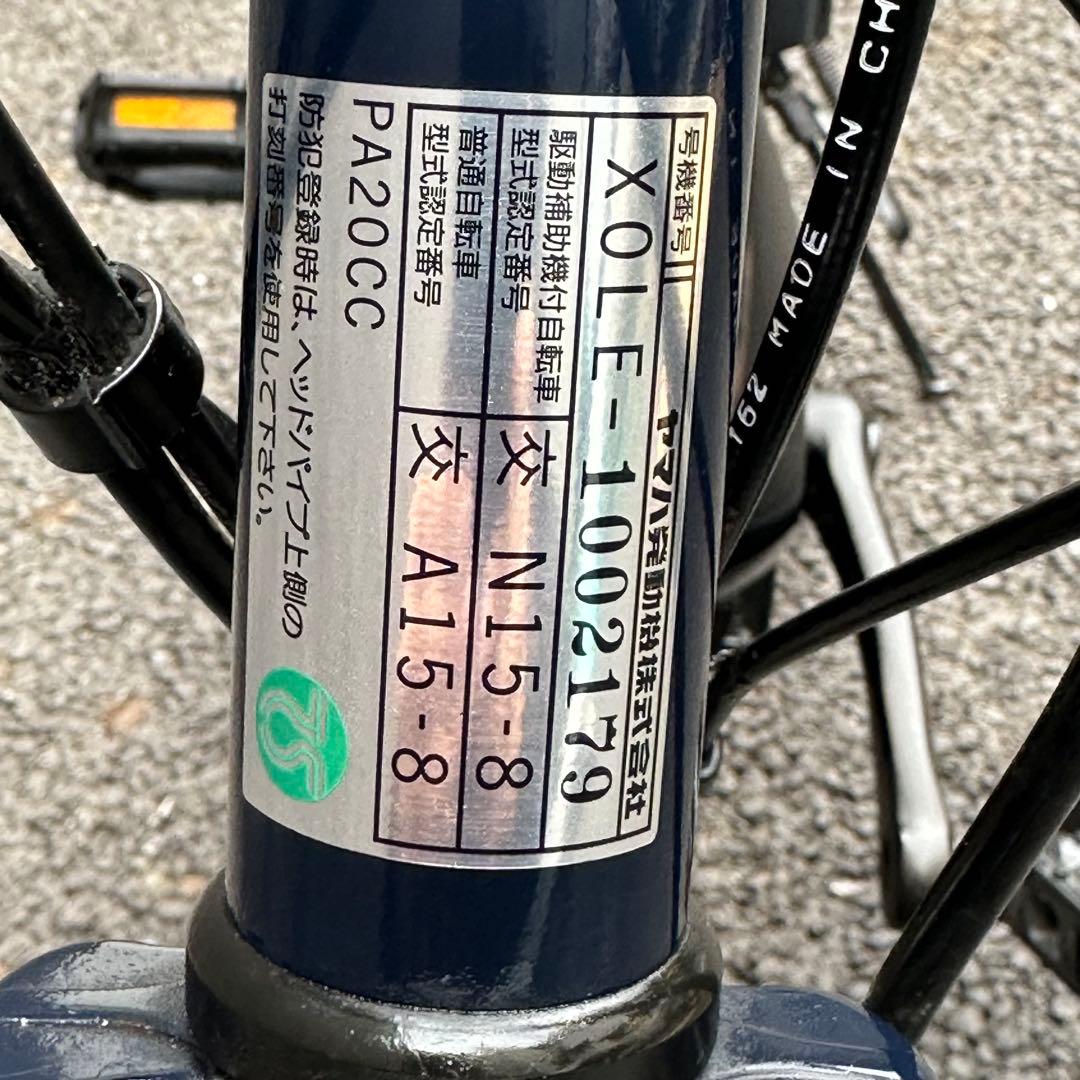 号機番号
ヤマハ発動機株式会社
X0LE-1002179
駆動補助機付自転車
型式認定番号
交 N15-8
普通自転車
型式認定番号
交 A15-8
PA20CC
防犯登録時は、ヘッドパイプ上側の
打刻番号を使用して下さい。
TS
162 MADE IN CH